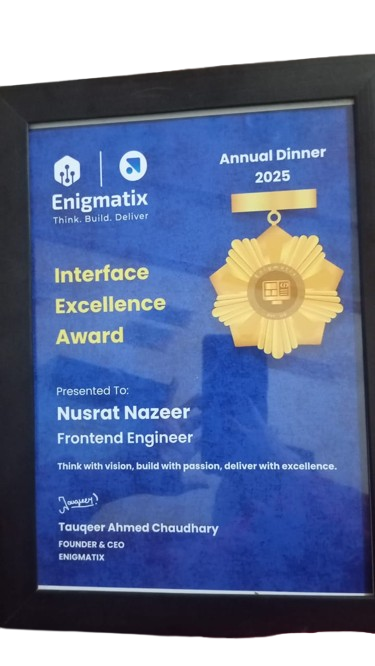 Enigmatix
Think. Build. Deliver
Annual Dinner
2025
Interface
Excellence
Award
Presented To:
Nusrat Nazeer
Frontend Engineer
Think with vision, build with passion, deliver with excellence.
Tauqeer Ahmed Chaudhary
FOUNDER & CEO
ENIGMATIX